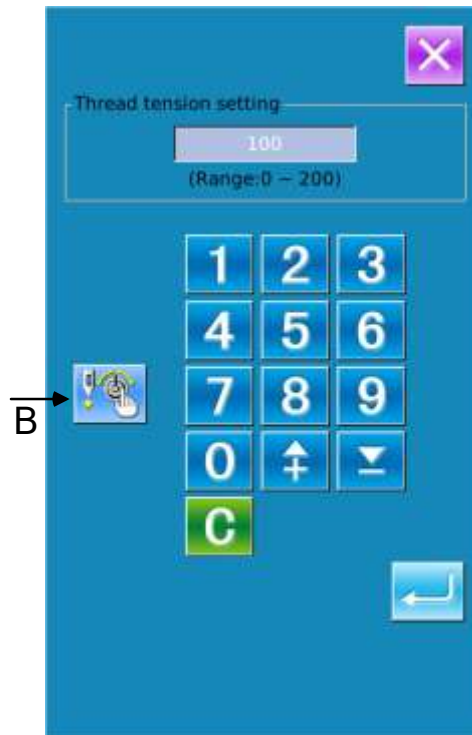 Thread tension setting
100
(Range:0 ~ 200)
1 2 3
4 5 6
B
7 8 9
0
C